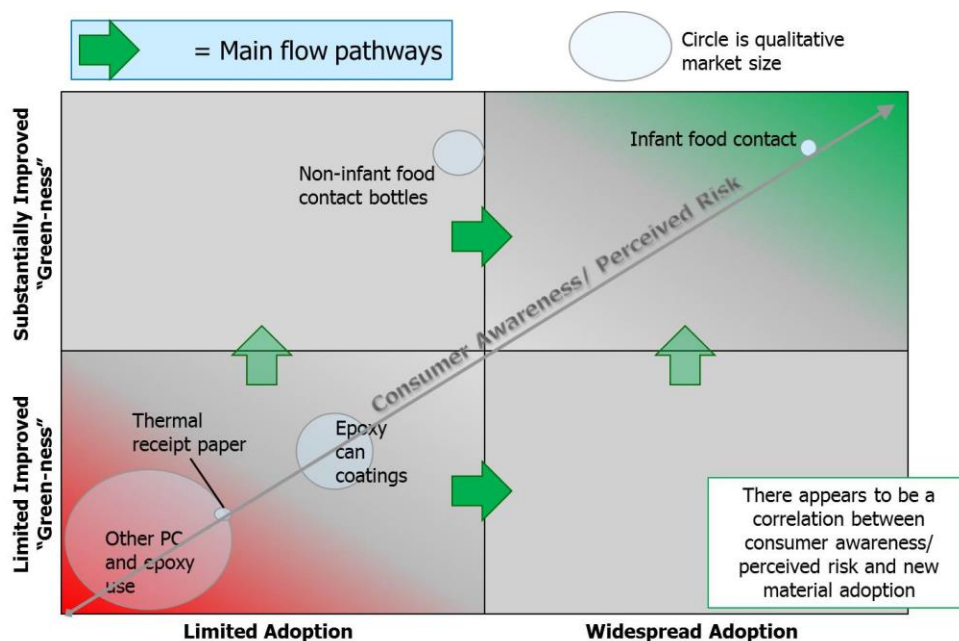 = Main flow pathways
Circle is qualitative
market size
Substantially Improved
“Green-ness”
Non-infant food
contact bottles
Infant food contact
Consumer Awareness/ Perceived Risk
Limited Improved
“Green-ness”
Thermal
receipt paper
Epoxy
can
coatings
Other PC
and epoxy
use
There appears to be a
correlation between
consumer awareness/
perceived risk and new
material adoption
Limited Adoption
Widespread Adoption